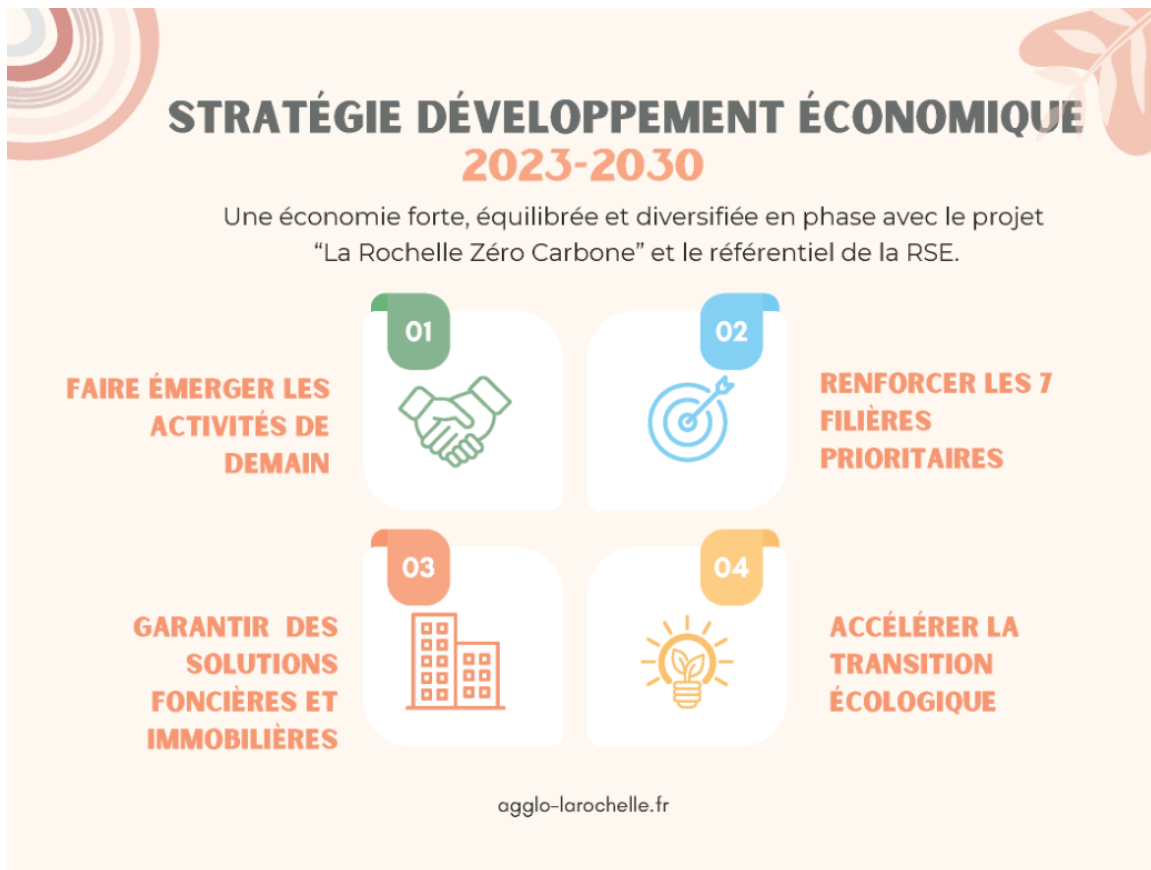 STRATÉGIE DÉVELOPPEMENT ÉCONOMIQUE
2023-2030
Une économie forte, équilibrée et diversifiée en phase avec le projet
“La Rochelle Zéro Carbone” et le référentiel de la RSE.
01
FAIRE ÉMERGER LES
ACTIVITÉS DE
DEMAIN
02
RENFORCER LES 7
FILIÈRES
PRIORITAIRES
03
GARANTIR DES
SOLUTIONS
FONCIÈRES ET
IMMOBILIÈRES
04
ACCÉLÉRER LA
TRANSITION
ÉCOLOGIQUE
agglo-larochelle.fr